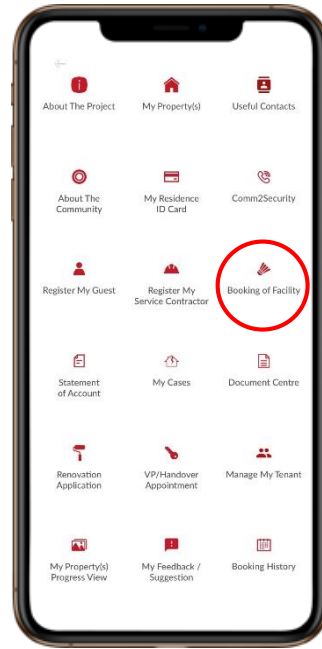 About The Project
My Property(s)
Useful Contacts
About The
Community
My Residence
ID Card
Comm2Security
Register My Guest
Register My
Service Contractor
Booking of Facility
Statement
of Account
My Cases
Document Centre
Renovation
Application
VP/Handover
Appointment
Manage My Tenant
My Property(s)
Progress View
My Feedback /
Suggestion
Booking History